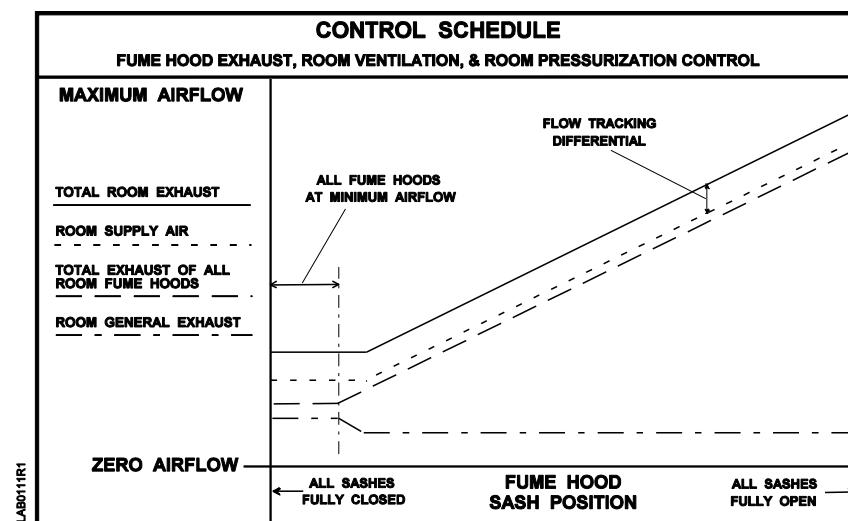 CONTROL SCHEDULE
FUME HOOD EXHAUST, ROOM VENTILATION, & ROOM PRESSURIZATION CONTROL
MAXIMUM AIRFLOW
FLOW TRACKING
DIFFERENTIAL
ALL FUME HOODS
AT MINIMUM AIRFLOW
TOTAL ROOM EXHAUST
ROOM SUPPLY AIR
TOTAL EXHAUST OF ALL
ROOM FUME HOODS
ROOM GENERAL EXHAUST
ZERO AIRFLOW
ALL SASHES
FULLY CLOSED
FUME HOOD
SASH POSITION
ALL SASHES
FULLY OPEN
LAB0111R1